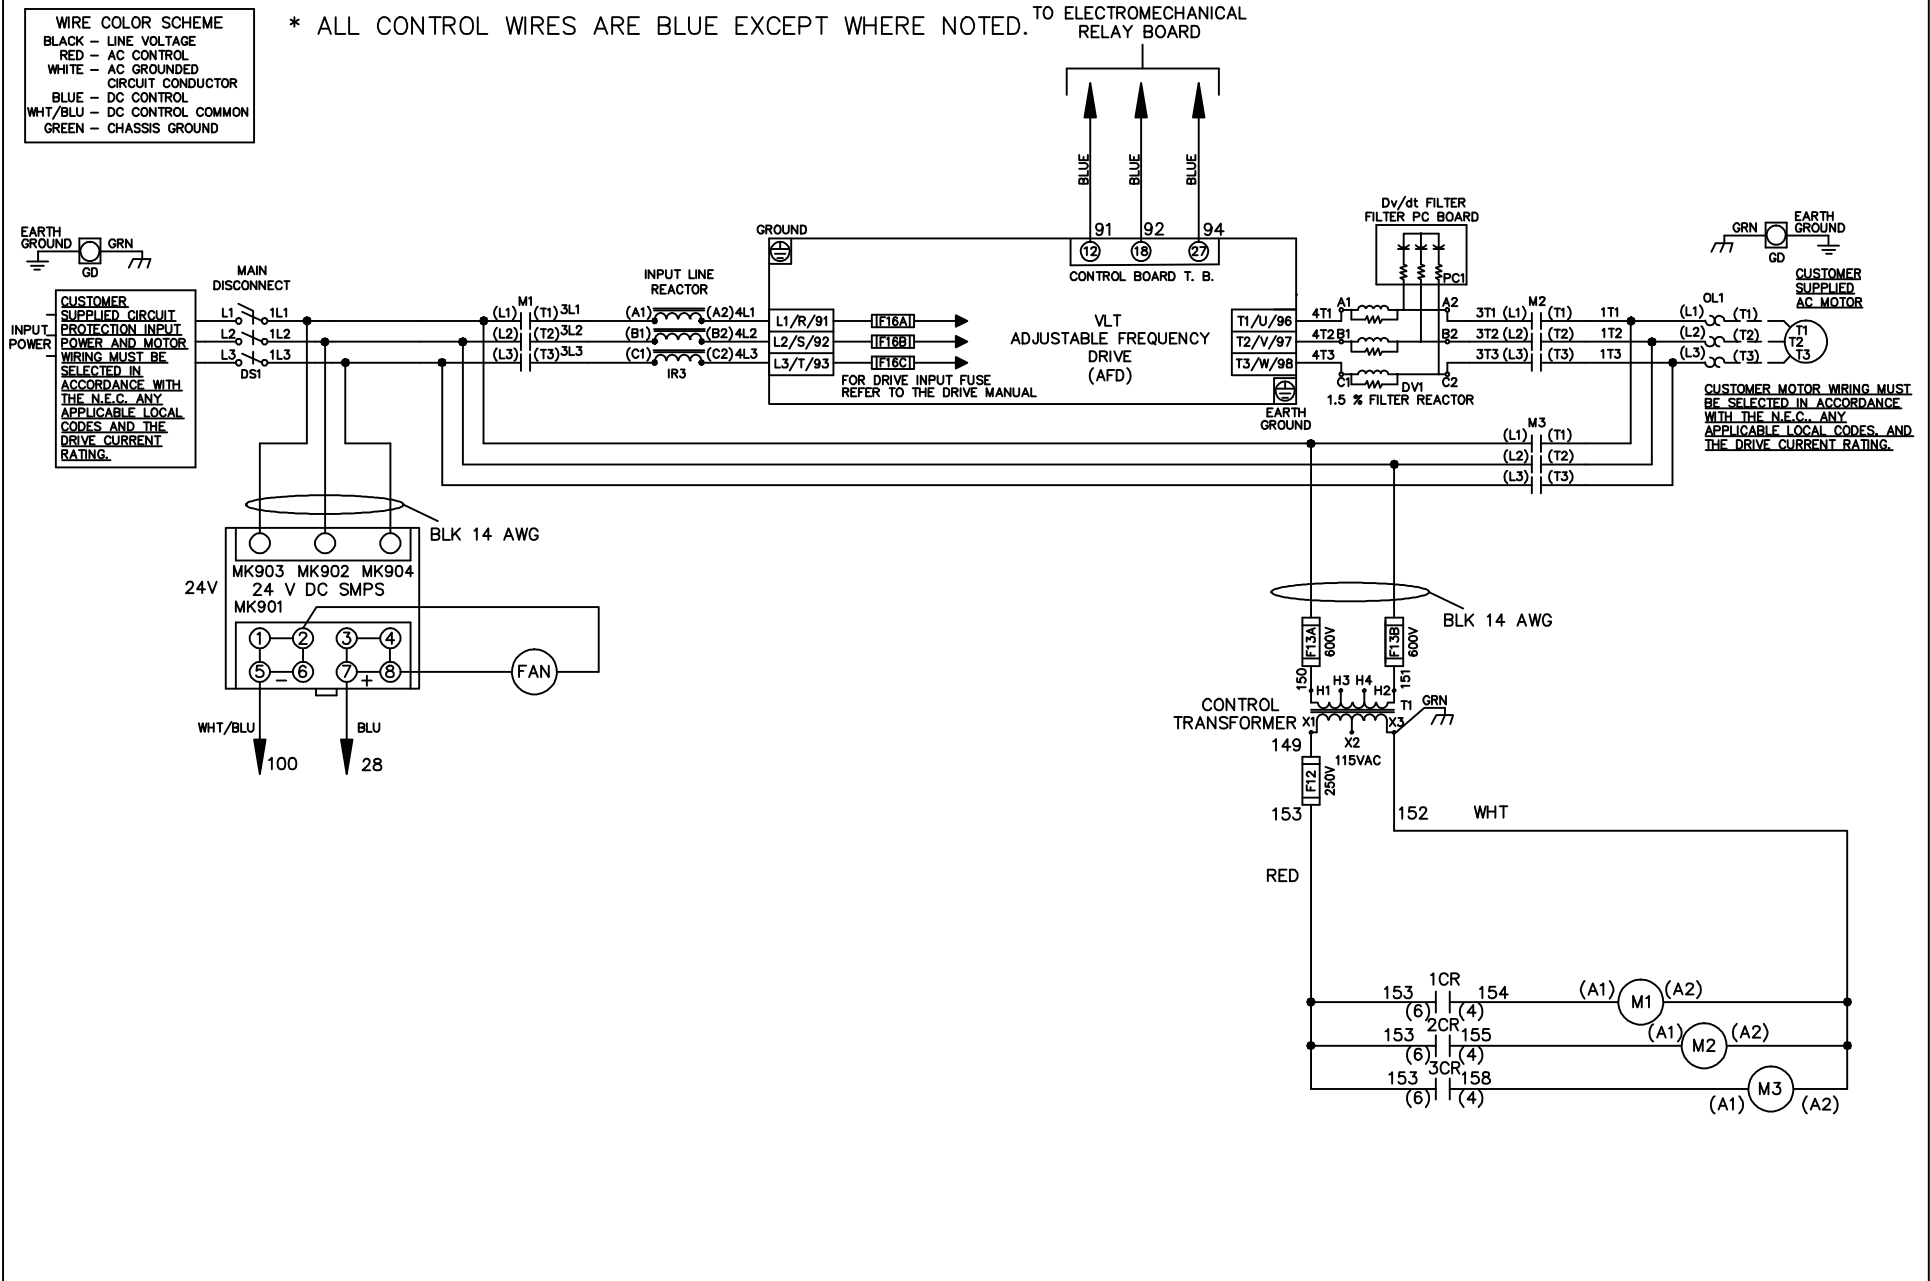 WIRE COLOR SCHEME
BLACK – LINE VOLTAGE
RED – AC CONTROL
WHITE – AC GROUNDED
CIRCUIT CONDUCTOR
BLUE – DC CONTROL
WHT/BLU – DC CONTROL COMMON
GREEN – CHASSIS GROUND
* ALL CONTROL WIRES ARE BLUE EXCEPT WHERE NOTED.
TO ELECTROMECHANICAL
RELAY BOARD
BLUE
BLUE
BLUE
91 92 94
12 18 27
CONTROL BOARD T. B.
EARTH
GROUND
GRN
GD
INPUT
POWER
CUSTOMER
SUPPLIED CIRCUIT
PROTECTION INPUT
POWER AND MOTOR
WIRING MUST BE
SELECTED IN
ACCORDANCE WITH
THE N.E.C. ANY
APPLICABLE LOCAL
CODES AND THE
DRIVE CURRENT
RATING.
MAIN
DISCONNECT
L1 1L1
L2 1L2
L3 1L3
DS1
M1
(L1) (T1) 3L1
(L2) (T2) 3L2
(L3) (T3) 3L3
INPUT LINE
REACTOR
(A1) (A2) 4L1
(B1) (B2) 4L2
(C1) (C2) 4L3
IR3
GROUND
L1/R/91
L2/S/92
L3/T/93
F16A
F16B
F16C
FOR DRIVE INPUT FUSE
REFER TO THE DRIVE MANUAL
VLT
ADJUSTABLE FREQUENCY
DRIVE
(AFD)
T1/U/96
T2/V/97
T3/W/98
EARTH
GROUND
Dv/dt FILTER
FILTER PC BOARD
PC1
4T1 A1 A2
4T2 B1 B2
4T3 C1 C2
DV1
1.5 % FILTER REACTOR
M2
3T1 (L1) (T1) 1T1
3T2 (L2) (T2) 1T2
3T3 (L3) (T3) 1T3
OL1
(L1) (T1)
(L2) (T2)
(L3) (T3)
T1
T2
T3
GRN
EARTH
GROUND
GD
CUSTOMER
SUPPLIED
AC MOTOR
CUSTOMER MOTOR WIRING MUST
BE SELECTED IN ACCORDANCE
WITH THE N.E.C., ANY
APPLICABLE LOCAL CODES, AND
THE DRIVE CURRENT RATING.
M3
(L1) (T1)
(L2) (T2)
(L3) (T3)
BLK 14 AWG
MK903 MK902 MK904
24V
24 V DC SMPS
MK901
1 2 3 4
5 – 6 7 + 8
FAN
WHT/BLU
BLU
100
28
BLK 14 AWG
F13A
600V
F13B
600V
150
151
H1 H3 H4 H2
CONTROL
TRANSFORMER
T1
GRN
X1
X2
X3
149
115VAC
F12
250V
153
152
WHT
RED
1CR
153 154
(6) (4)
(A1) M1 (A2)
2CR
153 155
(6) (4)
(A1) M2 (A2)
3CR
153 158
(6) (4)
(A1) M3 (A2)